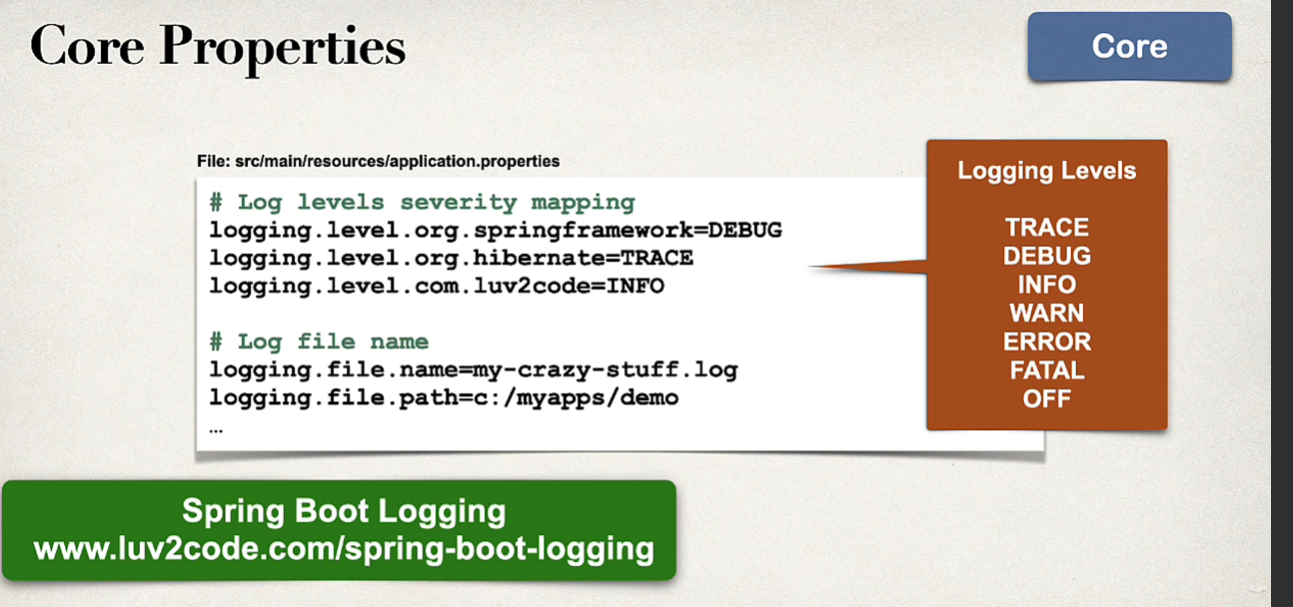 Core Properties
Core
File: src/main/resources/application.properties
# Log levels severity mapping
logging.level.org.springframework=DEBUG
logging.level.org.hibernate=TRACE
logging.level.com.luv2code=INFO
# Log file name
logging.file.name=my-crazy-stuff.log
logging.file.path=c:/myapps/demo
...
Logging Levels
TRACE
DEBUG
INFO
WARN
ERROR
FATAL
OFF
Spring Boot Logging
www.luv2code.com/spring-boot-logging